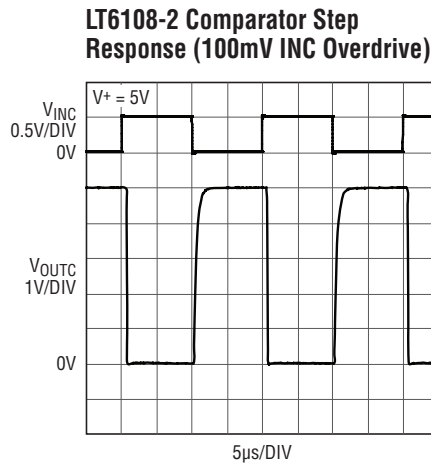 LT6108-2 Comparator Step
Response (100mV INC Overdrive)
V+ = 5V
VINC
0.5V/DIV
0V
VOUTC
1V/DIV
0V
5µs/DIV